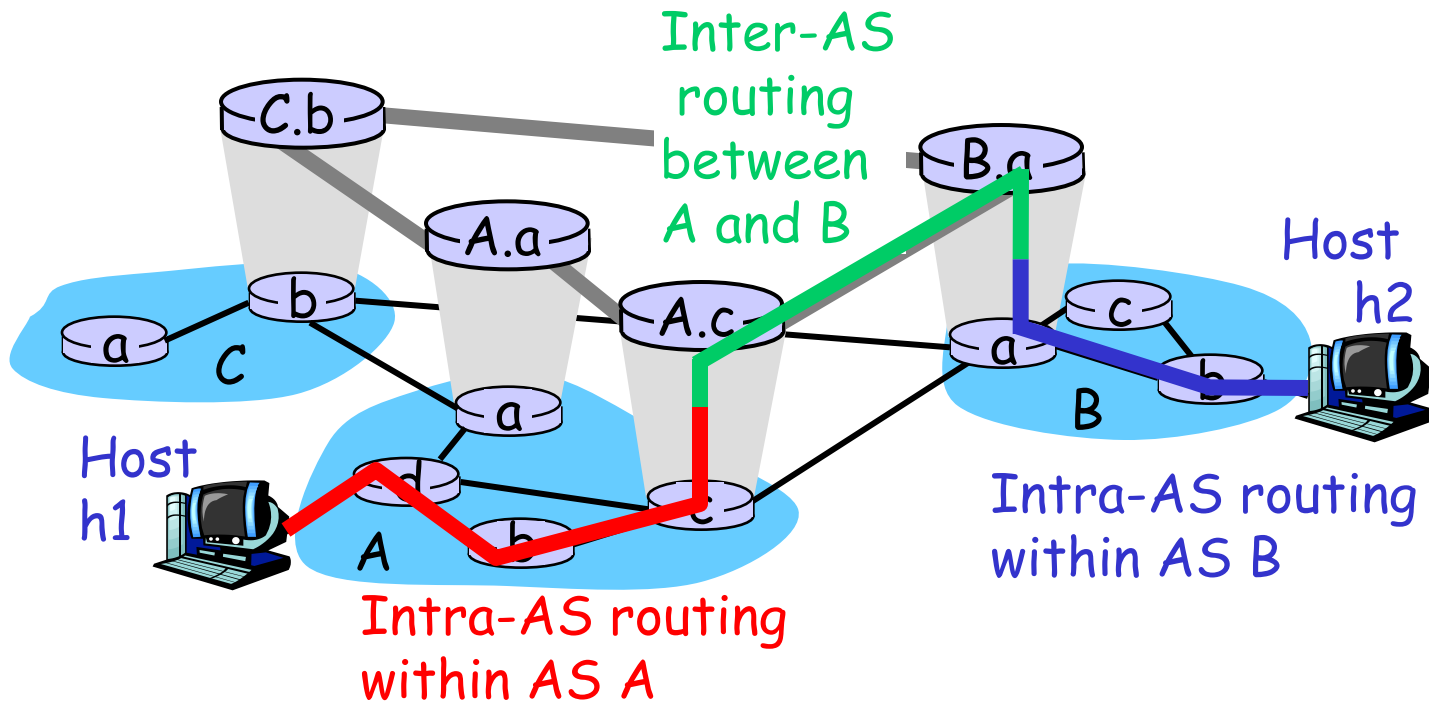 Inter-AS
routing
between
A and B
C.b
B.a
A.a
A.c
Host
h2
b
a
C
c
a
b
B
a
Host
h1
d
c
b
A
Intra-AS routing
within AS B
Intra-AS routing
within AS A